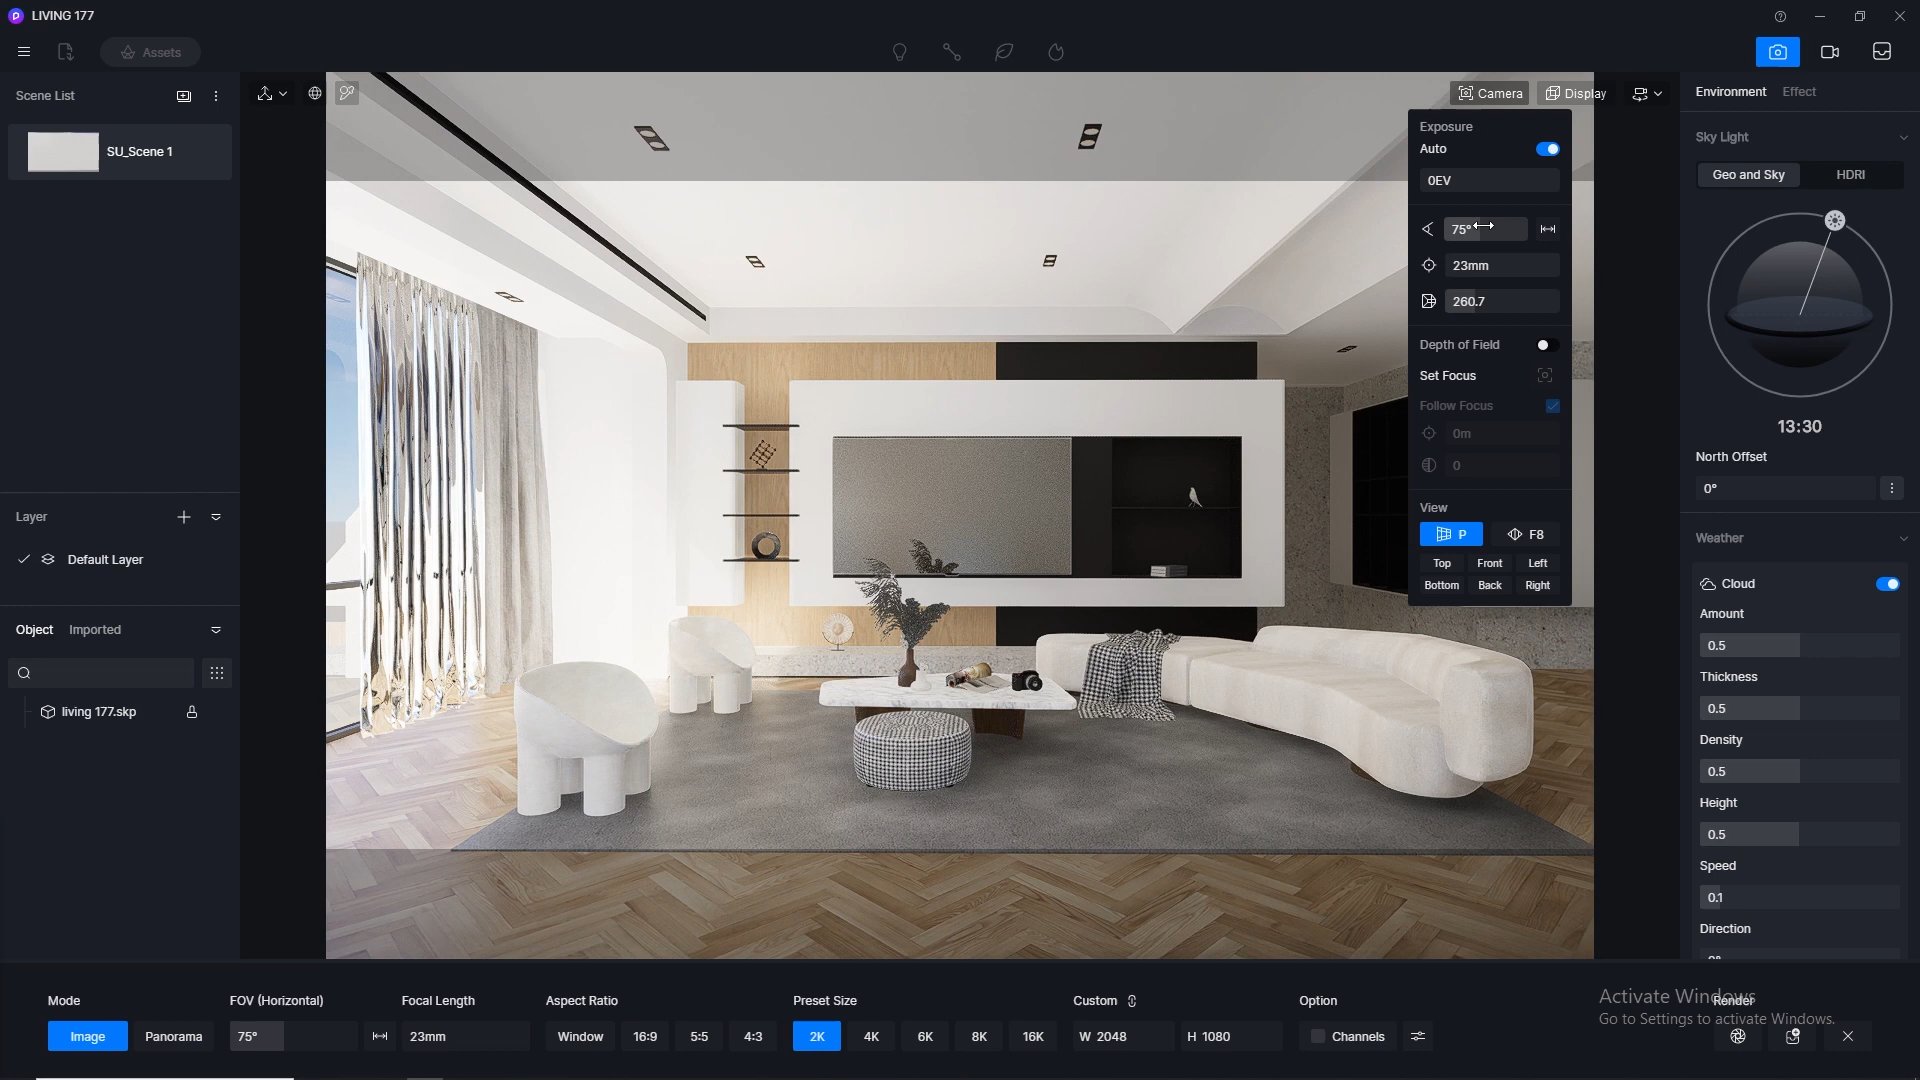 LIVING 177
Assets
Scene List
SU_Scene 1
Layer
Default Layer
Object Imported
living 177.skp
Camera Display
Exposure
Auto
0EV
75°
23mm
260.7
Depth of Field
Set Focus
Follow Focus
0m
0
View
P F8
Top Front Left
Bottom Back Right
Environment Effect
Sky Light
Geo and Sky HDRI
13:30
North Offset
0°
Weather
Cloud
Amount
0.5
Thickness
0.5
Density
0.5
Height
0.5
Speed
0.1
Direction
Mode FOV (Horizontal) Focal Length Aspect Ratio Preset Size Custom Option Render
Image Panorama 75° 23mm Window 16:9 5:5 4:3 2K 4K 6K 8K 16K W 2048 H 1080 Channels
Activate Windows
Go to Settings to activate Windows.